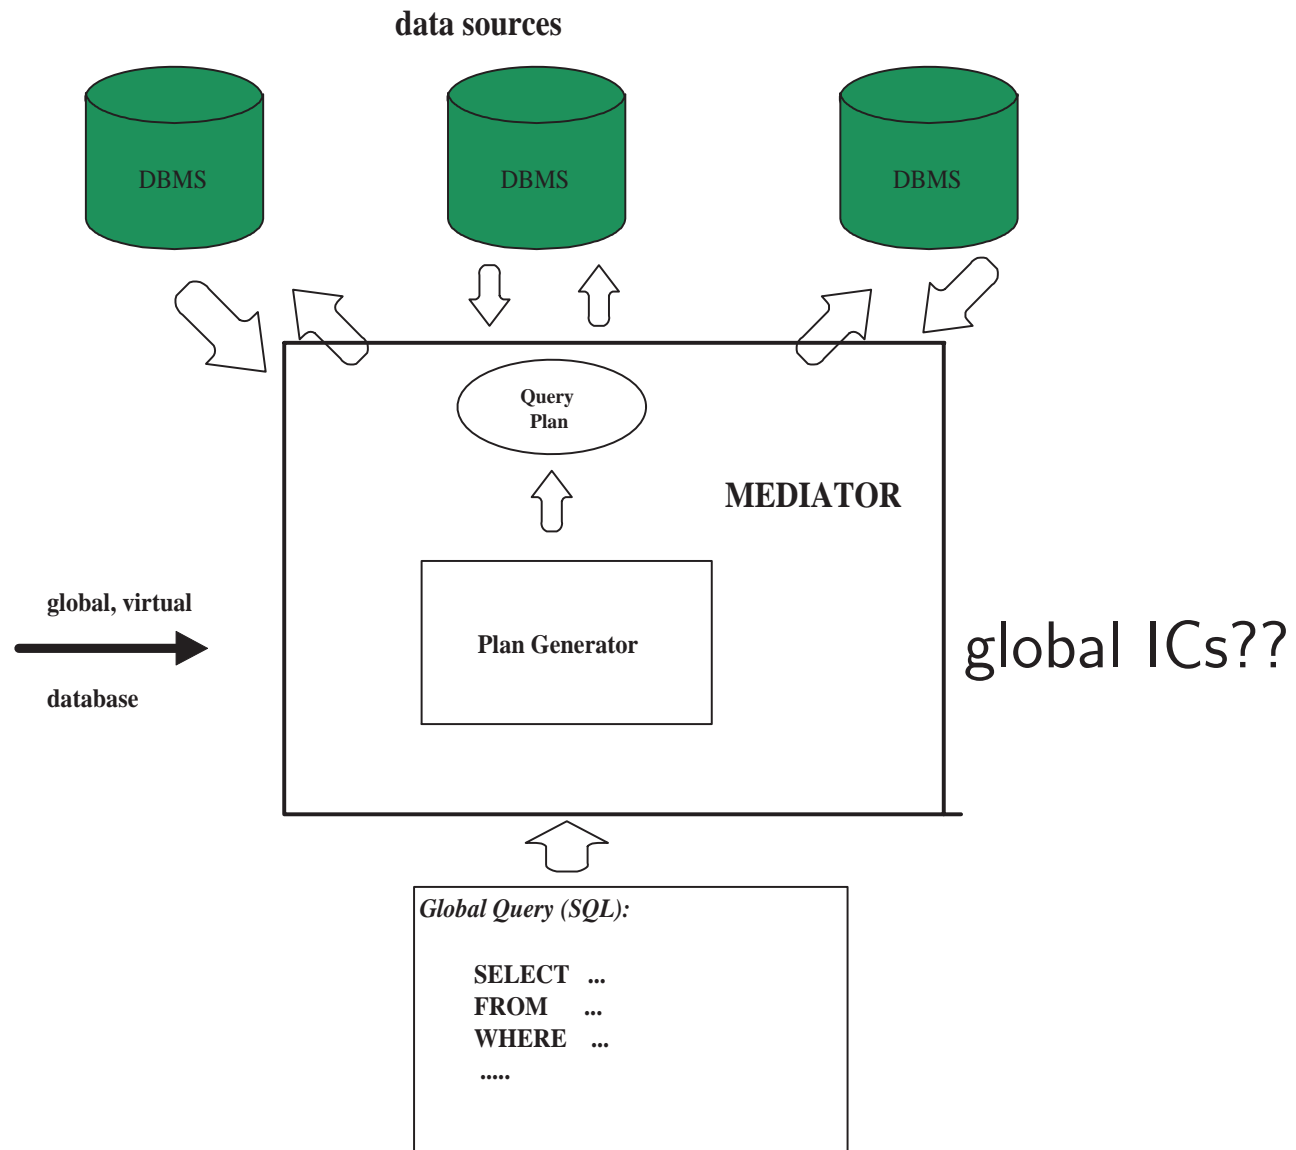 data sources
DBMS
DBMS
DBMS
Query
Plan
MEDIATOR
global, virtual
database
Plan Generator
global ICs??
Global Query (SQL):
SELECT ...
FROM ...
WHERE ...
.....